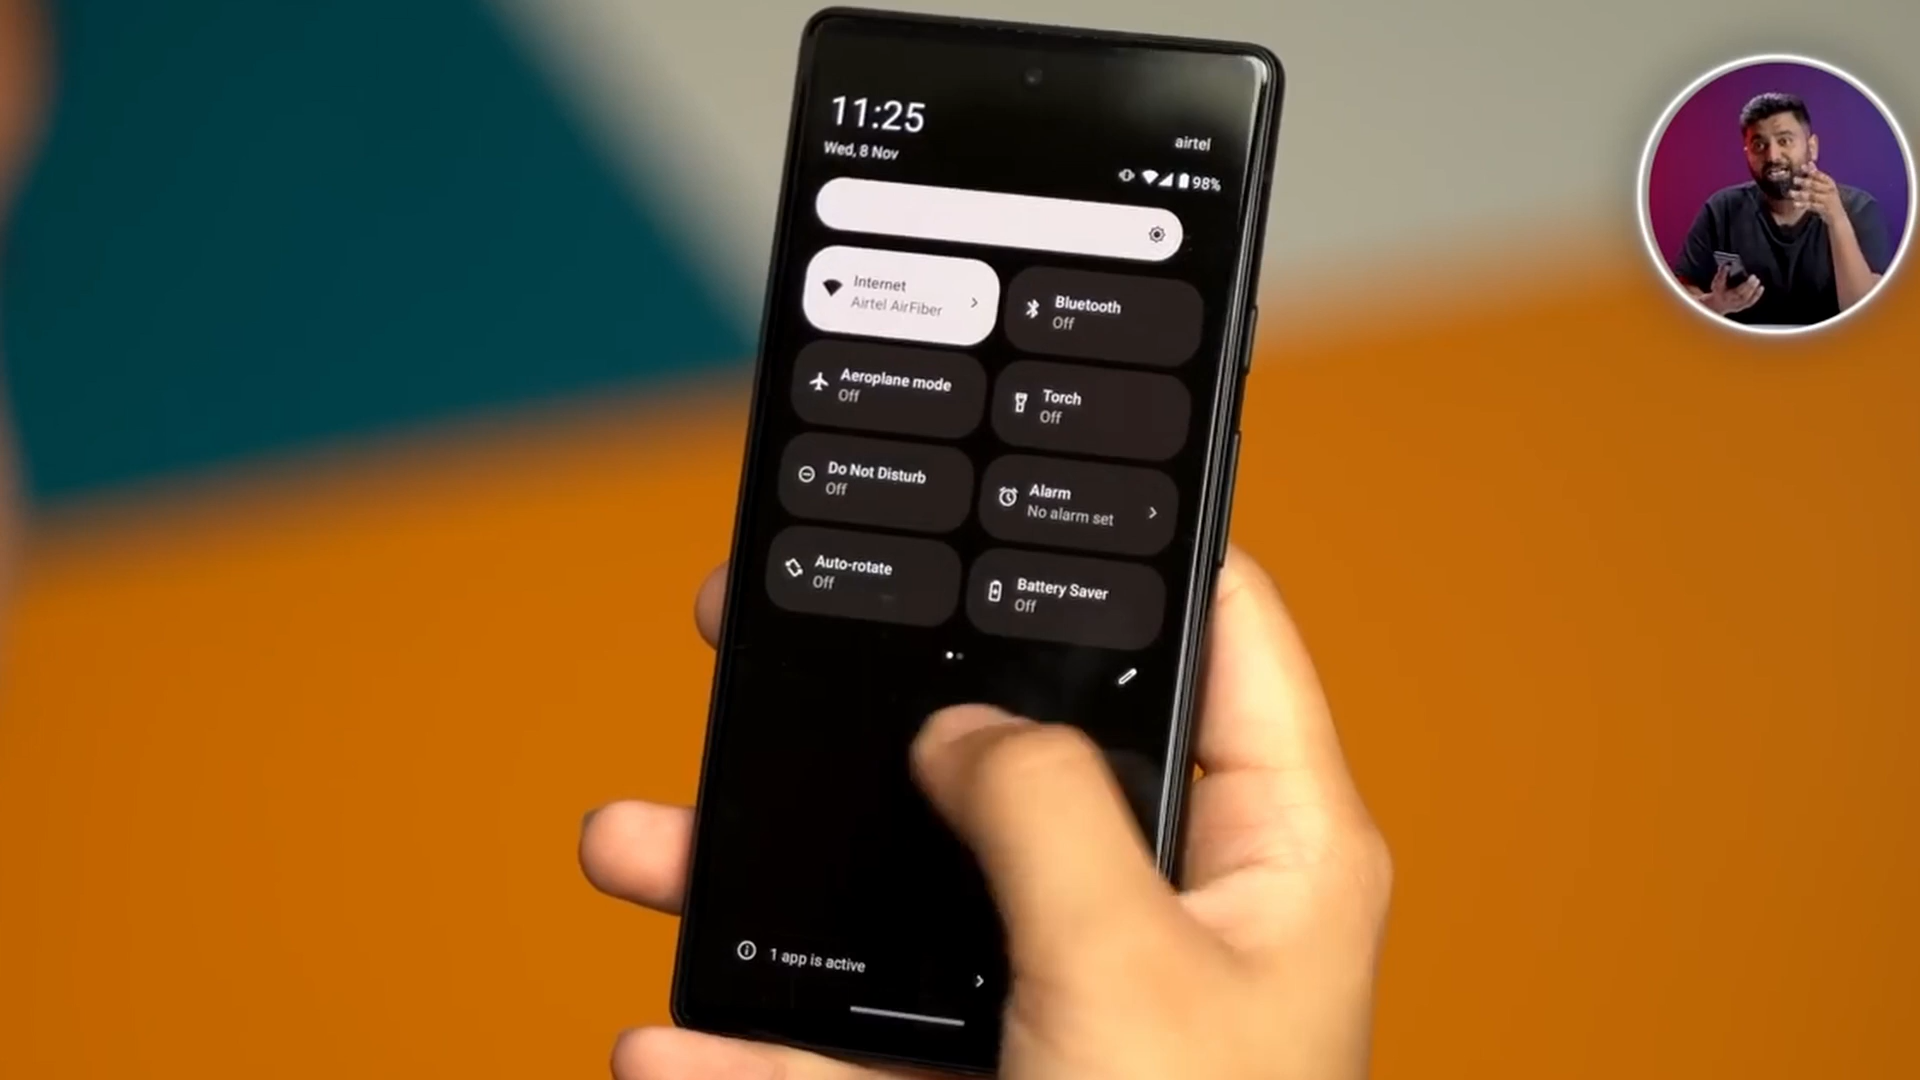 11:25
airtel
Wed, 8 Nov
98%
Internet
Airtel AirFiber
Bluetooth
Off
Aeroplane mode
Off
Torch
Off
Do Not Disturb
Off
Alarm
No alarm set
Auto-rotate
Off
Battery Saver
Off
1 app is active